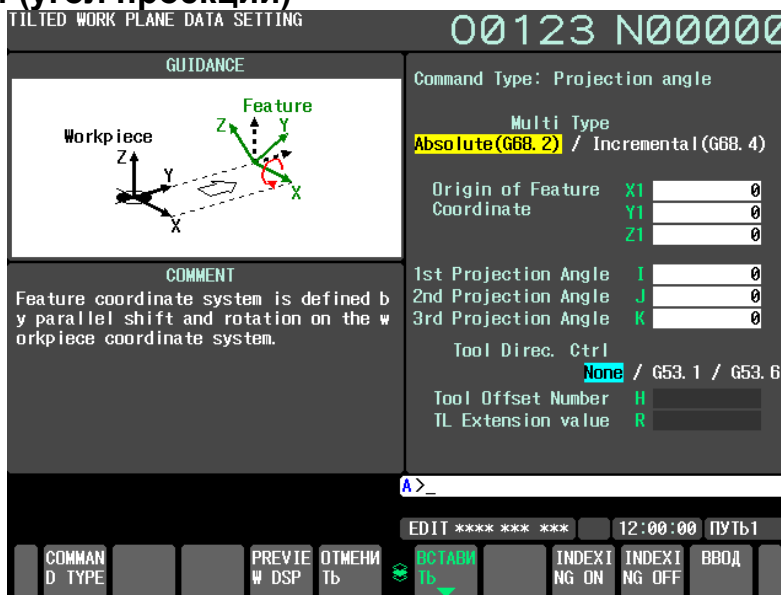 (угол проекции)
TILTED WORK PLANE DATA SETTING
O0123 N00000
GUIDANCE
Feature
Workpiece
Z
Y
X
Z
Y
X
COMMENT
Feature coordinate system is defined b
y parallel shift and rotation on the w
orkpiece coordinate system.
Command Type: Projection angle
Multi Type
Absolute(G68.2) / Incremental(G68.4)
Origin of Feature X1 0
Coordinate Y1 0
Z1 0
1st Projection Angle I 0
2nd Projection Angle J 0
3rd Projection Angle K 0
Tool Direc. Ctrl
None / G53.1 / G53.6
Tool Offset Number H
TL Extension value R
A>_
EDIT **** *** *** 12:00:00 ПУТЬ1
COMMAN PREVIE ОТМЕНИ ВСТАВИ INDEXI INDEXI ВВОД
D TYPE W DSP ТЬ ТЬ NG ON NG OFF